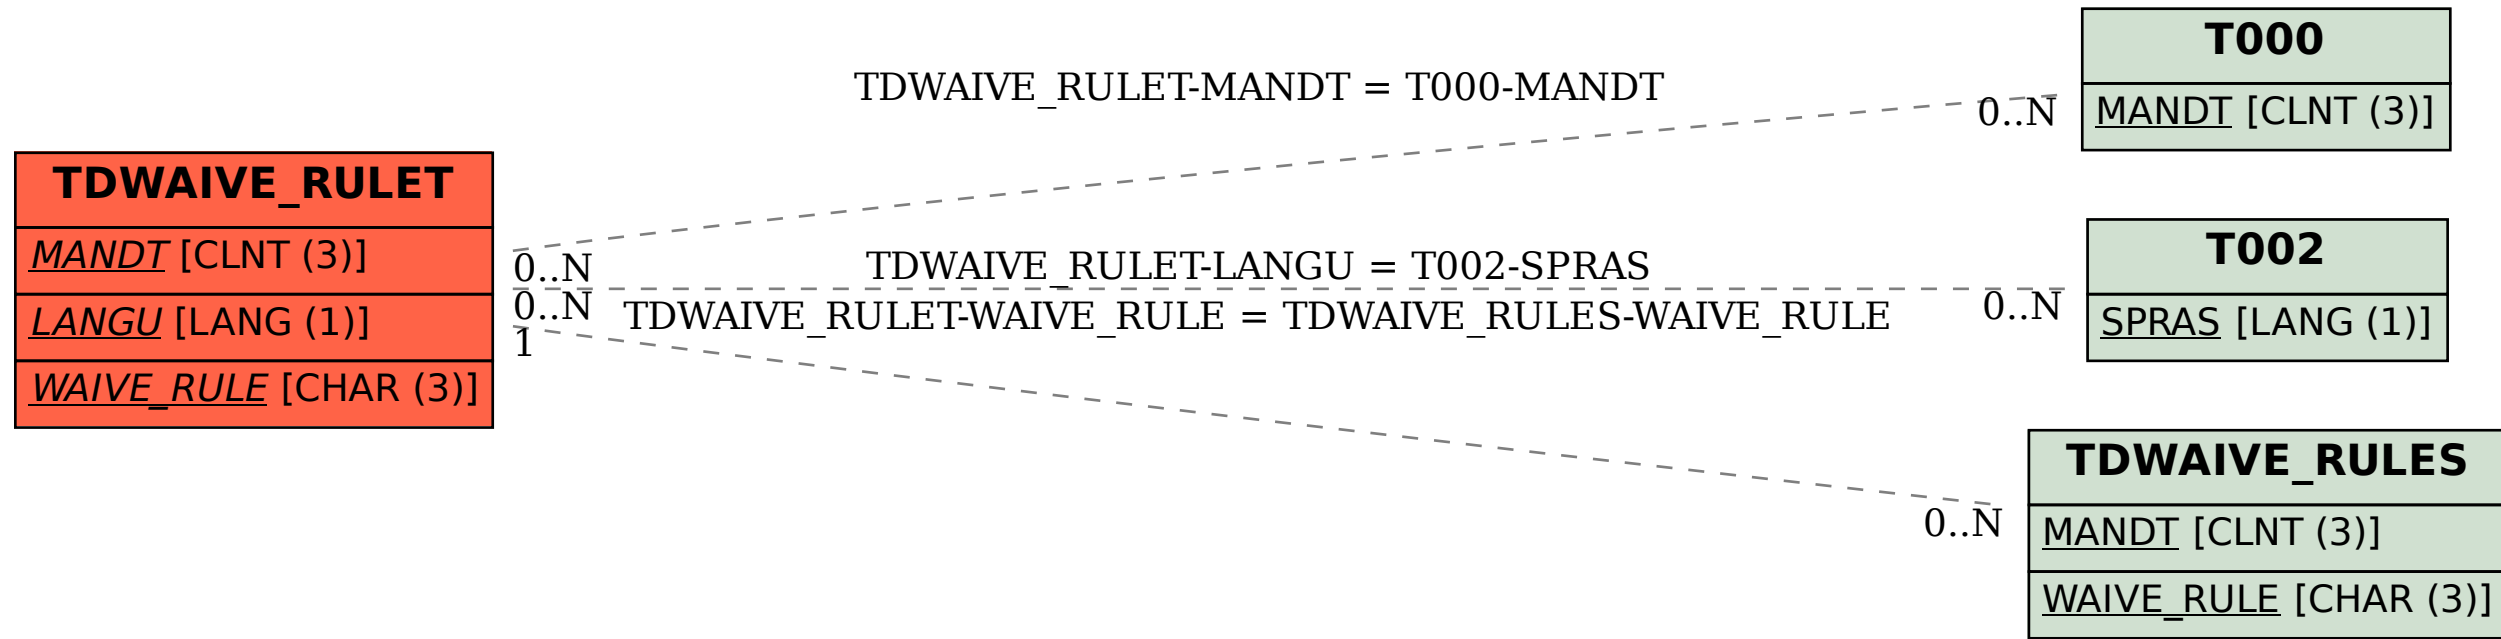 T000
MANDT [CLNT (3)]
TDWAIVE_RULET-MANDT = T000-MANDT
0..N
TDWAIVE_RULET
MANDT [CLNT (3)]
LANGU [LANG (1)]
WAIVE_RULE [CHAR (3)]
0..N
TDWAIVE_RULET-LANGU = T002-SPRAS
0..N
0..N
T002
SPRAS [LANG (1)]
1
TDWAIVE_RULET-WAIVE_RULE = TDWAIVE_RULES-WAIVE_RULE
0..N
TDWAIVE_RULES
MANDT [CLNT (3)]
WAIVE_RULE [CHAR (3)]